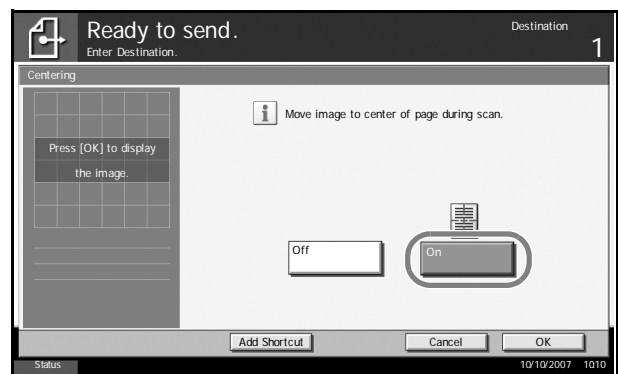 Ready to send.
Destination
Enter Destination.
1
Centering
i Move image to center of page during scan.
Press [OK] to display
the image.
Off
On
Add Shortcut
Cancel
OK
Status
10/10/2007 1010